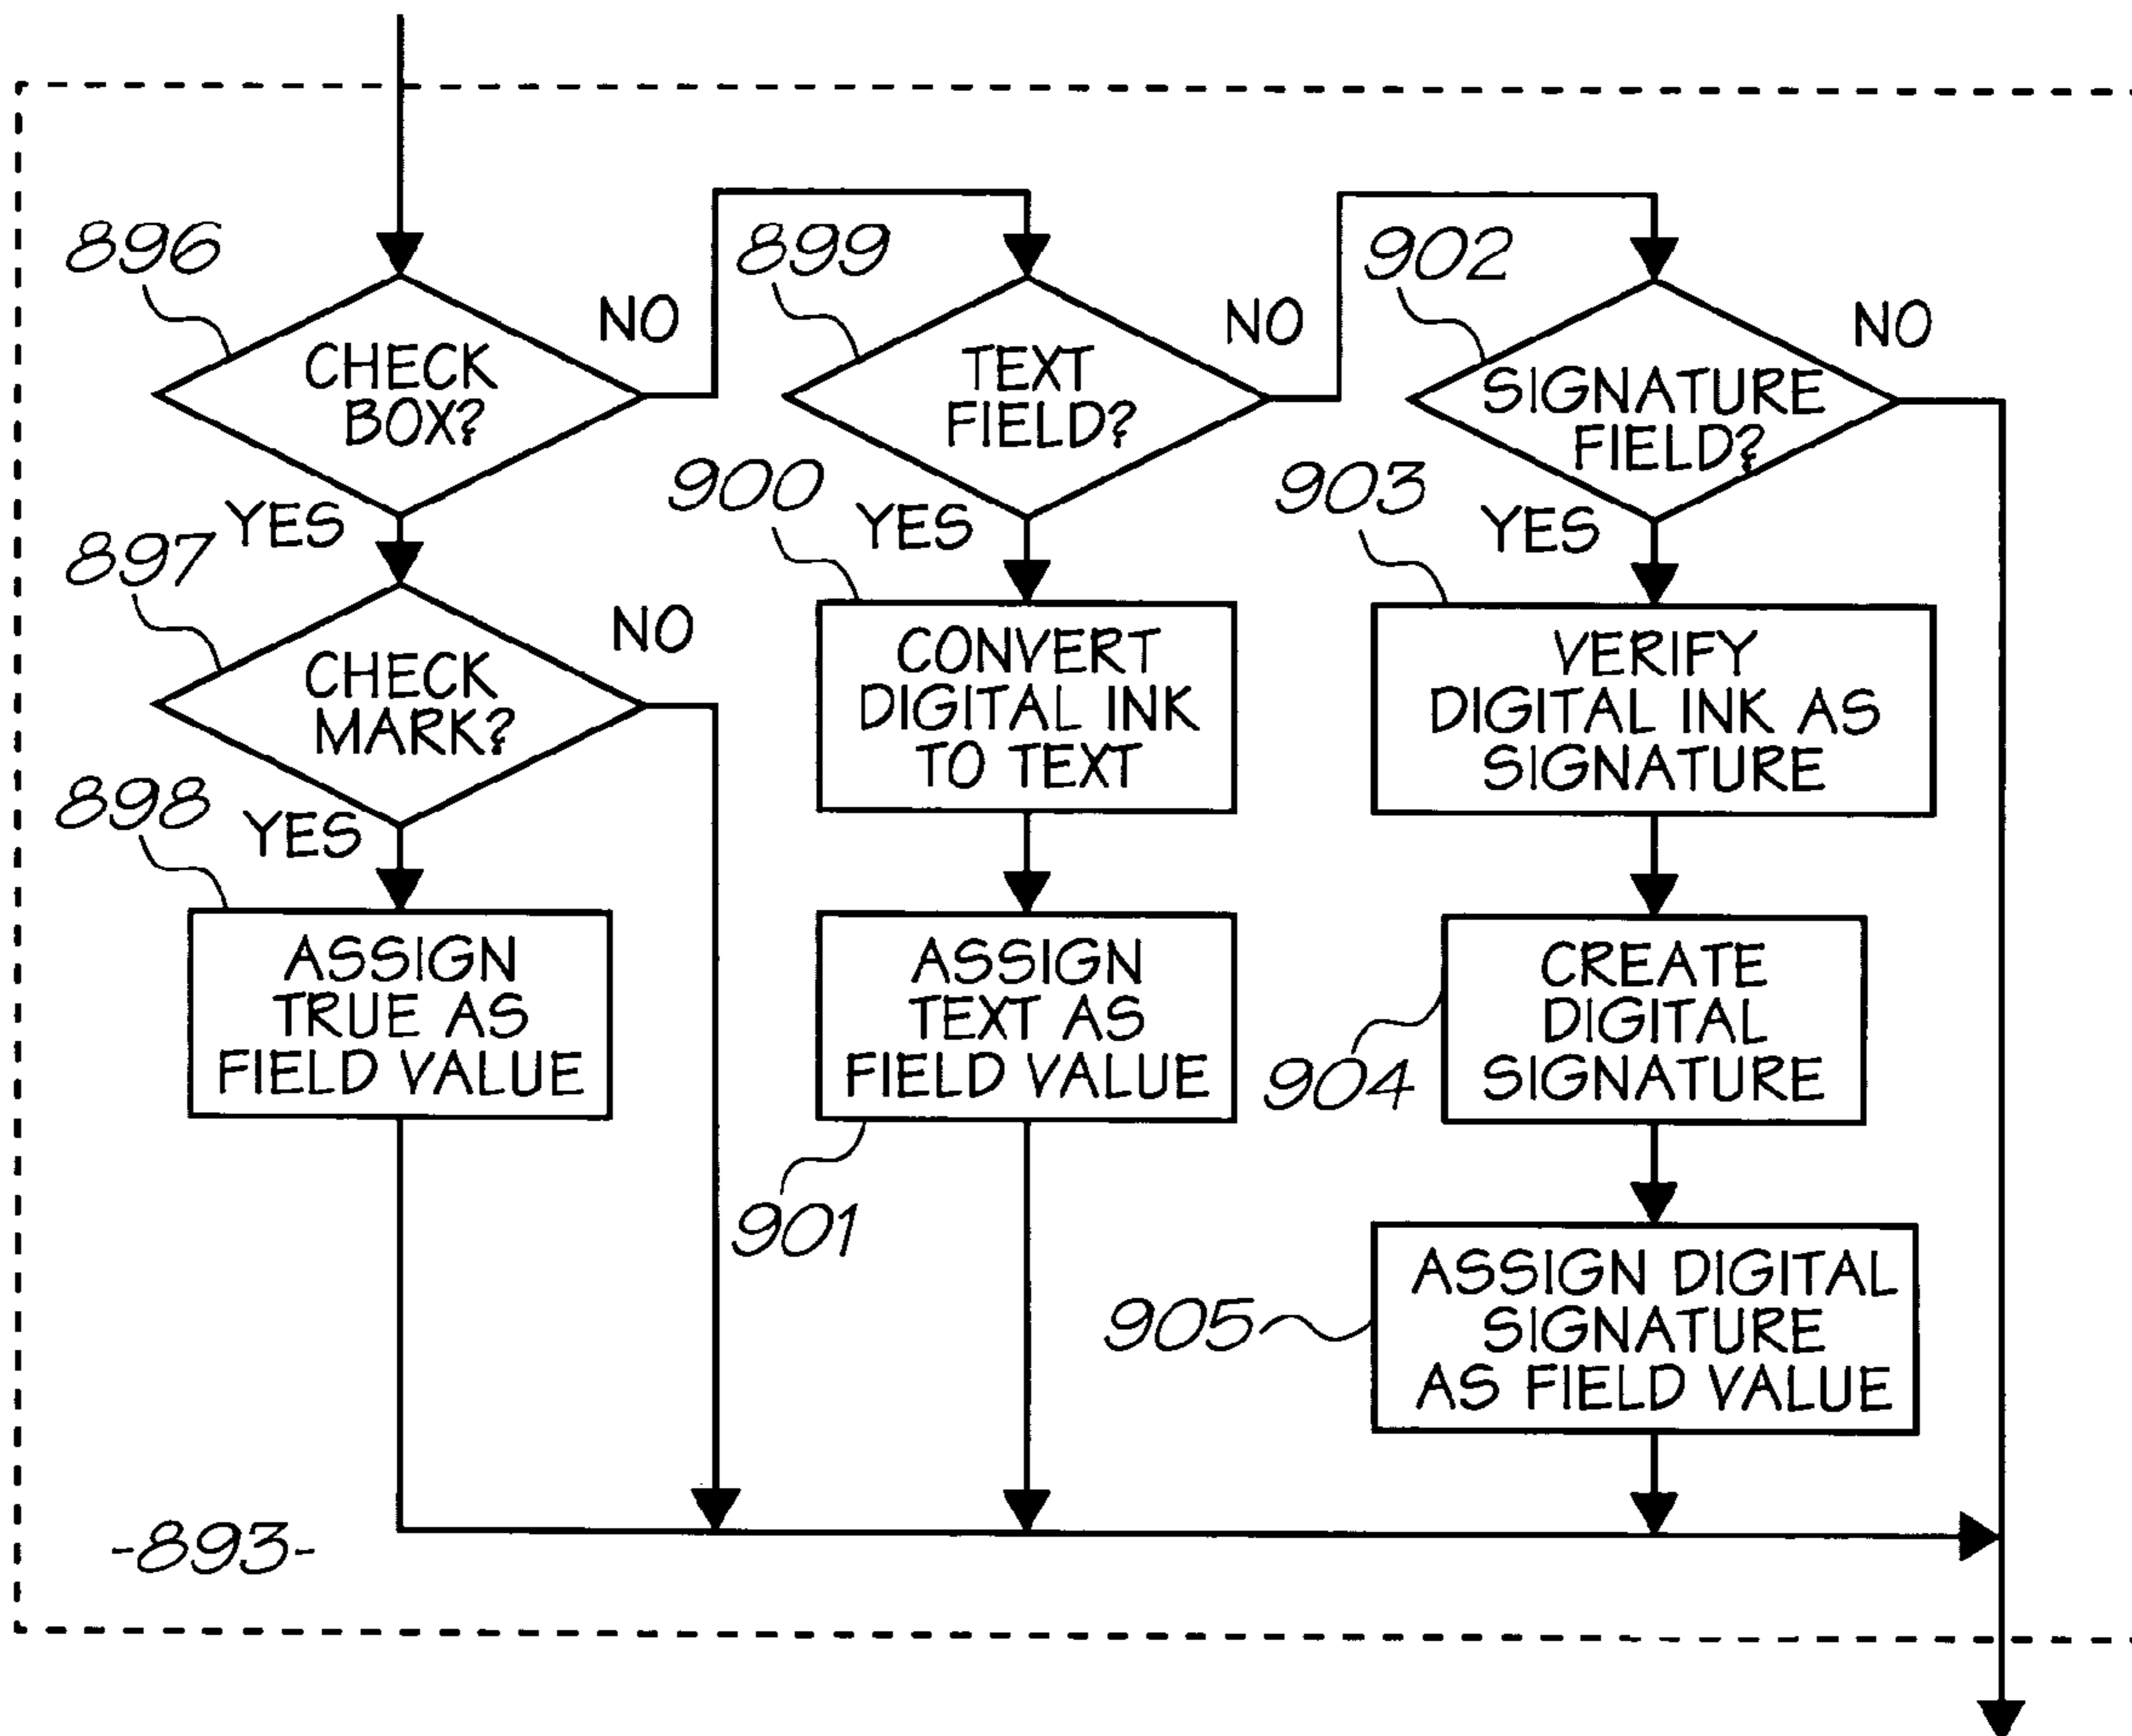 896
CHECK
BOX?
NO
YES
897
CHECK
MARK?
NO
YES
898
ASSIGN
TRUE AS
FIELD VALUE
899
TEXT
FIELD?
NO
YES
900
CONVERT
DIGITAL INK
TO TEXT
ASSIGN
TEXT AS
FIELD VALUE
901
902
SIGNATURE
FIELD?
NO
YES
903
VERIFY
DIGITAL INK AS
SIGNATURE
CREATE
DIGITAL
SIGNATURE
904
ASSIGN DIGITAL
SIGNATURE
AS FIELD VALUE
905
-893-